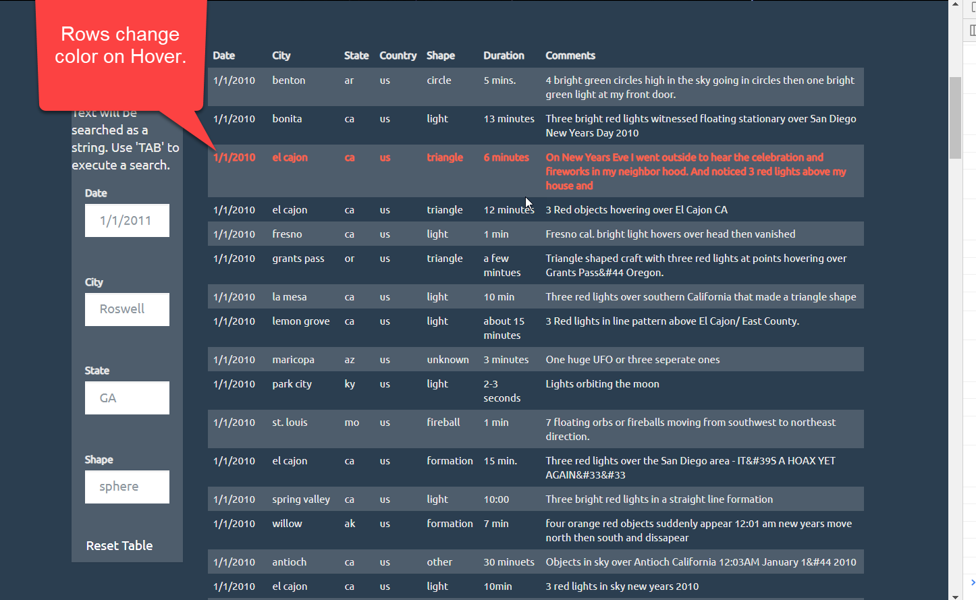 Rows change
color on Hover.
Text will be
searched as a
string. Use 'TAB' to
execute a search.
Date
1/1/2011
City
Roswell
State
GA
Shape
sphere
Reset Table
Date City State Country Shape Duration Comments
1/1/2010 benton ar us circle 5 mins. 4 bright green circles high in the sky going in circles then one bright
green light at my front door.
1/1/2010 bonita ca us light 13 minutes Three bright red lights witnessed floating stationary over San Diego
New Years Day 2010
1/1/2010 el cajon ca us triangle 6 minutes On New Years Eve I went outside to hear the celebration and
fireworks in my neighbor hood. And noticed 3 red lights above my
house and
1/1/2010 el cajon ca us triangle 12 minutes 3 Red objects hovering over El Cajon CA
1/1/2010 fresno ca us light 1 min Fresno cal. bright light hovers over head then vanished
1/1/2010 grants pass or us triangle a few Triangle shaped craft with three red lights at points hovering over
mintues Grants Pass&#44 Oregon.
1/1/2010 la mesa ca us light 10 min Three red lights over southern California that made a triangle shape
1/1/2010 lemon grove ca us light about 15 3 Red lights in line pattern above El Cajon/ East County.
minutes
1/1/2010 maricopa az us unknown 3 minutes One huge UFO or three seperate ones
1/1/2010 park city ky us light 2-3 Lights orbiting the moon
seconds
1/1/2010 st. louis mo us fireball 1 min 7 floating orbs or fireballs moving from southwest to northeast
direction.
1/1/2010 el cajon ca us formation 15 min. Three red lights over the San Diego area - IT&#39S A HOAX YET
AGAIN&#33&#33
1/1/2010 spring valley ca us light 10:00 Three bright red lights in a straight line formation
1/1/2010 willow ak us formation 7 min four orange red objects suddenly appear 12:01 am new years move
north then south and dissapear
1/1/2010 antioch ca us other 30 minuets Objects in sky over Antioch California 12:03AM January 1&#44 2010
1/1/2010 el cajon ca us light 10min 3 red lights in sky new years 2010